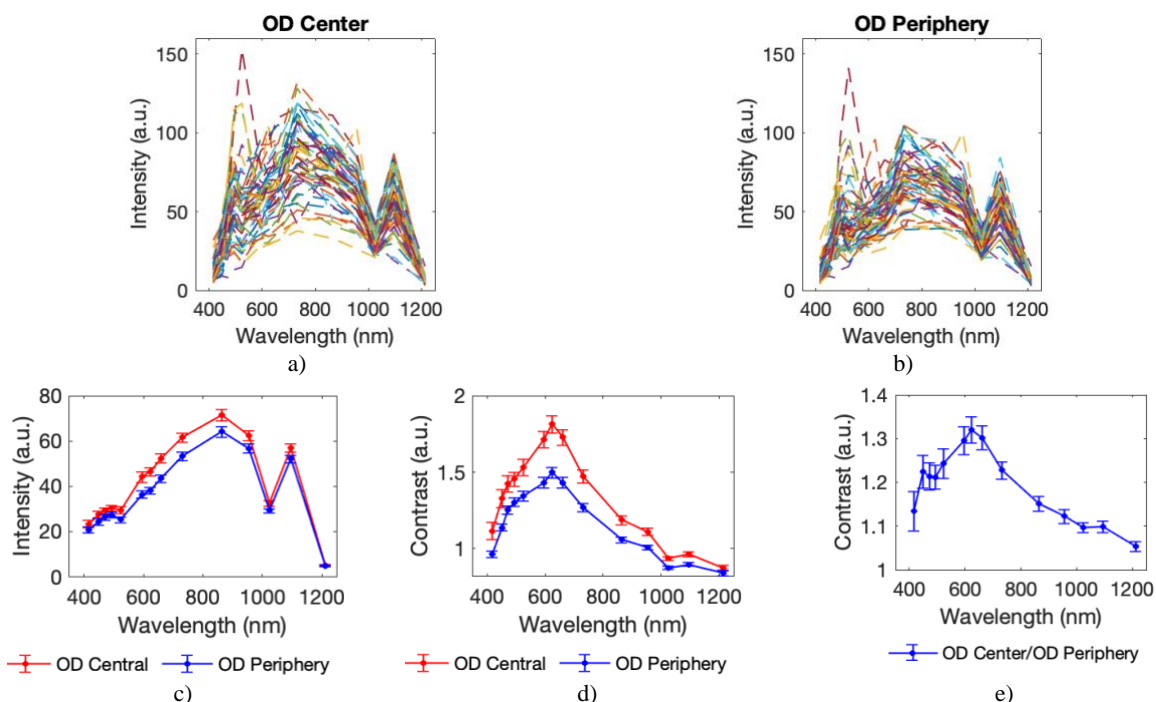 OD Center
Intensity (a.u.)
150
100
50
0
400 600 800 1000 1200
Wavelength (nm)
a)
OD Periphery
Intensity (a.u.)
150
100
50
0
400 600 800 1000 1200
Wavelength (nm)
b)
Intensity (a.u.)
80
60
40
20
0
400 600 800 1000 1200
Wavelength (nm)
OD Central OD Periphery
c)
Contrast (a.u.)
2
1.5
1
400 600 800 1000 1200
Wavelength (nm)
OD Central OD Periphery
d)
Contrast (a.u.)
1.4
1.3
1.2
1.1
1
400 600 800 1000 1200
Wavelength (nm)
OD Center/OD Periphery
e)